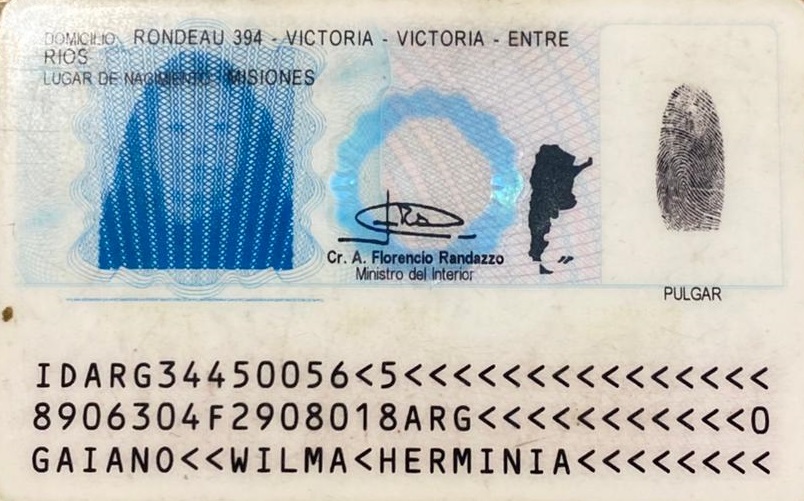 DOMICILIO: RONDEAU 394 - VICTORIA - VICTORIA - ENTRE
RIOS
LUGAR DE NACIMIENTO: MISIONES
Cr. A. Florencio Randazzo
Ministro del Interior
PULGAR
IDARG34450056<5<<<<<<<<<<<<<<<
8906304F2908018ARG<<<<<<<<<<<0
GAIANO<<WILMA<HERMINIA<<<<<<<<